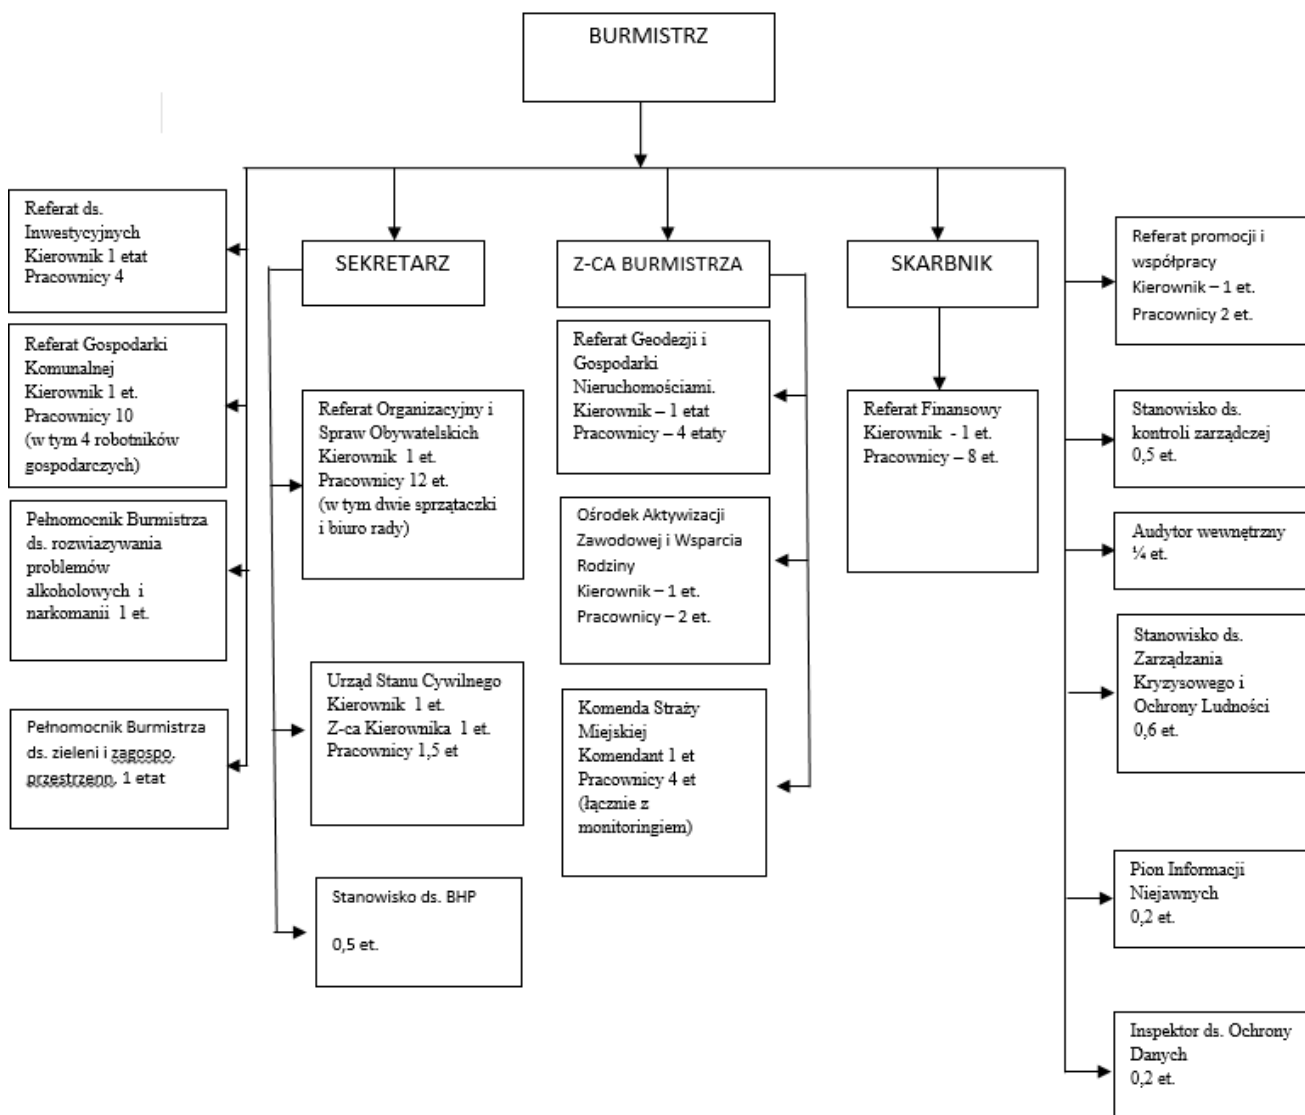 BURMISTRZ
Referat ds.
Inwestycyjnych
Kierownik 1 etat
Pracownicy 4
Referat Gospodarki
Komunalnej
Kierownik 1 et.
Pracownicy 10
(w tym 4 robotników
gospodarczych)
Pełnomocnik Burmistrza
ds. rozwiazywania
problemów
alkoholowych i
narkomanii 1 et.
Pełnomocnik Burmistrza
ds. zieleni i zagospo.
przestrzenn. 1 etat
SEKRETARZ
Referat Organizacyjny i
Spraw Obywatelskich
Kierownik 1 et.
Pracownicy 12 et.
(w tym dwie sprzątaczki
i biuro rady)
Urząd Stanu Cywilnego
Kierownik 1 et.
Z-ca Kierownika 1 et.
Pracownicy 1,5 et
Stanowisko ds. BHP
0,5 et.
Z-CA BURMISTRZA
Referat Geodezji i
Gospodarki
Nieruchomościami.
Kierownik – 1 etat
Pracownicy – 4 etaty
Ośrodek Aktywizacji
Zawodowej i Wsparcia
Rodziny
Kierownik – 1 et.
Pracownicy – 2 et.
Komenda Straży
Miejskiej
Komendant 1 et
Pracownicy 4 et
(łącznie z
monitoringiem)
SKARBNIK
Referat Finansowy
Kierownik - 1 et.
Pracownicy – 8 et.
Referat promocji i
współpracy
Kierownik – 1 et.
Pracownicy 2 et.
Stanowisko ds.
kontroli zarządczej
0,5 et.
Audytor wewnętrzny
¼ et.
Stanowisko ds.
Zarządzania
Kryzysowego i
Ochrony Ludności
0,6 et.
Pion Informacji
Niejawnych
0,2 et.
Inspektor ds. Ochrony
Danych
0,2 et.